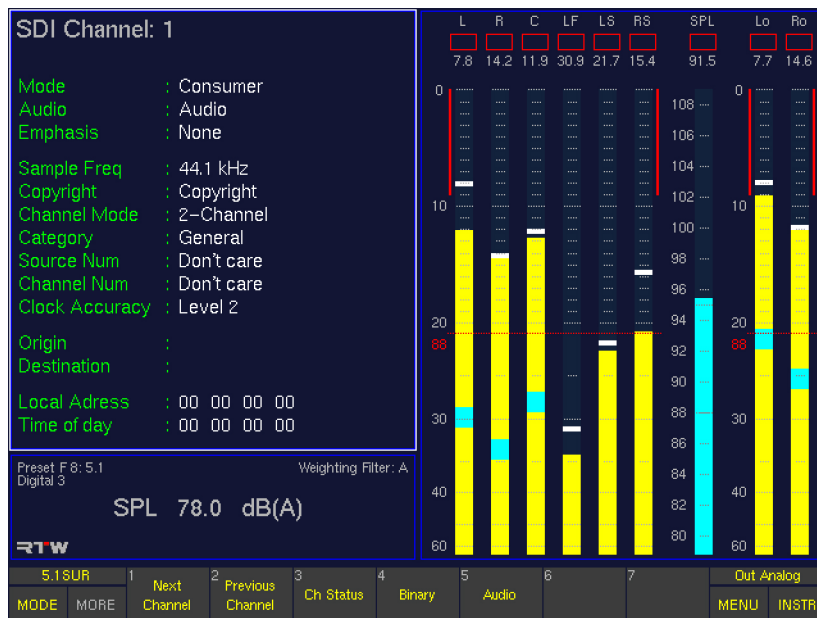 SDI Channel: 1
Mode : Consumer
Audio : Audio
Emphasis : None
Sample Freq : 44.1 kHz
Copyright : Copyright
Channel Mode : 2-Channel
Category : General
Source Num : Don't care
Channel Num : Don't care
Clock Accuracy : Level 2
Origin :
Destination :
Local Adress : 00 00 00 00
Time of day : 00 00 00 00
Preset F8: 5.1 Weighting Filter: A
Digital 3
SPL 78.0 dB(A)
RTW
L R C LF LS RS SPL Lo Ro
7.8 14.2 11.9 30.9 21.7 15.4 91.5 7.7 14.6
0
10
20
88
30
40
60
108
106
104
102
100
98
96
94
92
90
88
86
84
82
80
0
10
20
88
30
40
60
5.1SUR 1 Next Channel 2 Previous Channel 3 Ch Status 4 Binary 5 Audio 6 7 Out Analog
MODE MORE MENU INSTR